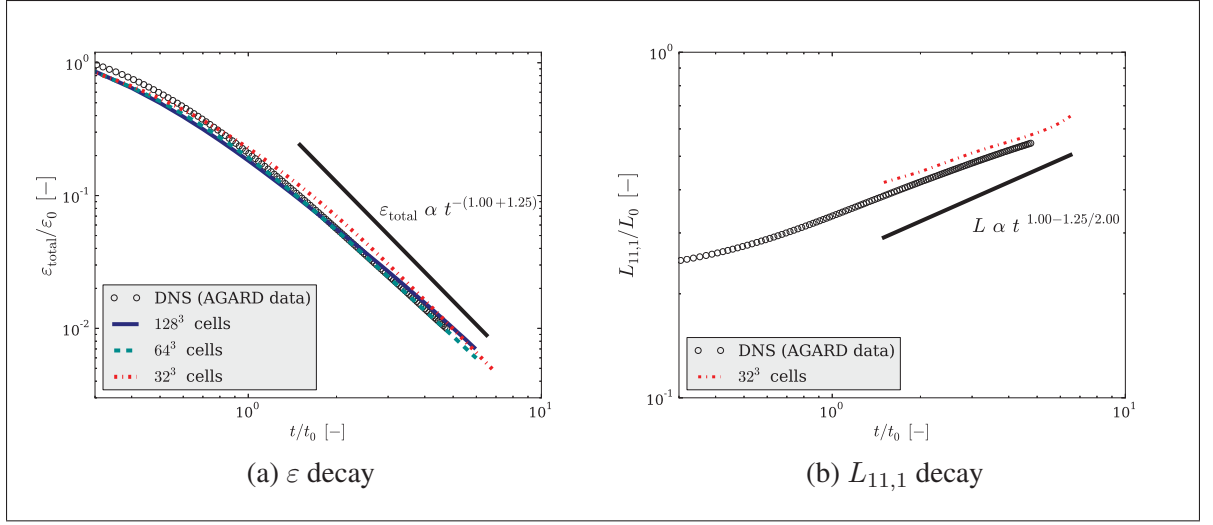 10^0
10^-1
10^-2
ε_total/ε_0 [−]
ε_total α t^−(1.00+1.25)
DNS (AGARD data)
128^3 cells
64^3 cells
32^3 cells
10^0
10^1
t/t_0 [−]
(a) ε decay
10^0
10^-1
L_11,1/L_0 [−]
L α t^1.00−1.25/2.00
DNS (AGARD data)
32^3 cells
10^0
10^1
t/t_0 [−]
(b) L_11,1 decay